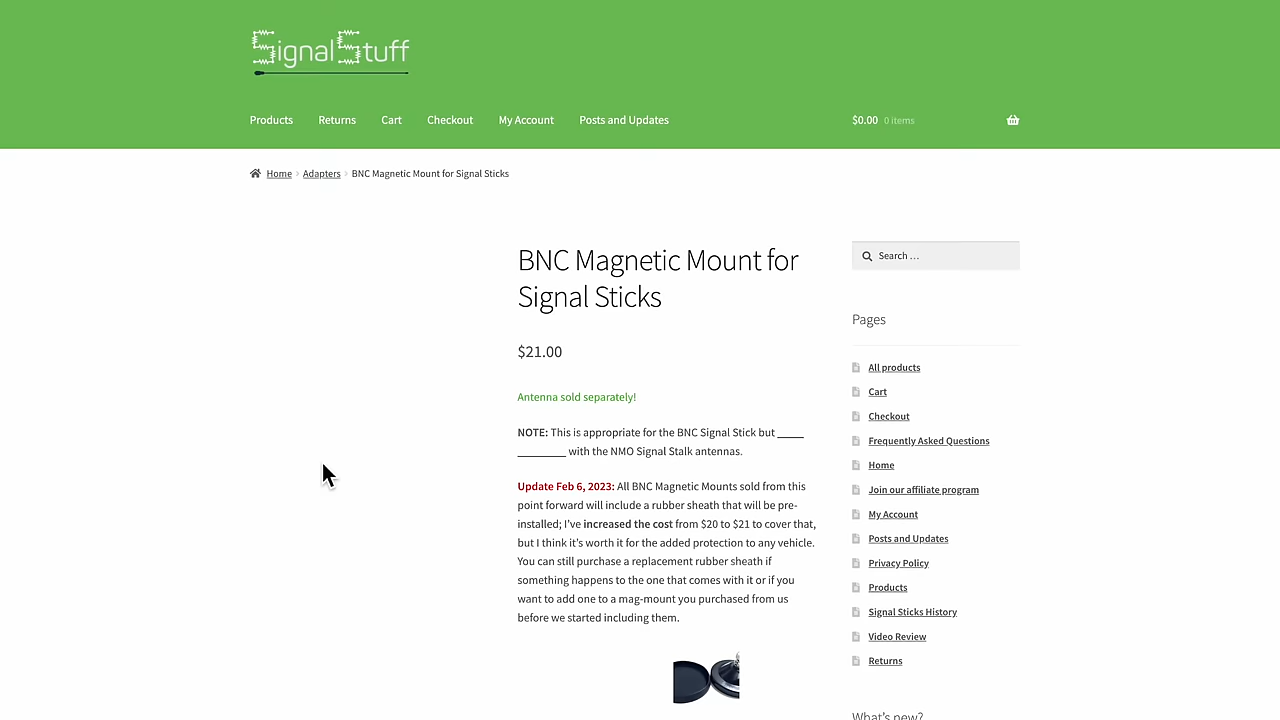 SignalStuff
Products Returns Cart Checkout My Account Posts and Updates $0.00 0 items
Home › Adapters › BNC Magnetic Mount for Signal Sticks
BNC Magnetic Mount for
Signal Sticks
$21.00
Antenna sold separately!
NOTE: This is appropriate for the BNC Signal Stick but _____
__________ with the NMO Signal Stalk antennas.
Update Feb 6, 2023: All BNC Magnetic Mounts sold from this
point forward will include a rubber sheath that will be pre-
installed; I've increased the cost from $20 to $21 to cover that,
but I think it's worth it for the added protection to any vehicle.
You can still purchase a replacement rubber sheath if
something happens to the one that comes with it or if you
want to add one to a mag-mount you purchased from us
before we started including them.
Search …
Pages
All products
Cart
Checkout
Frequently Asked Questions
Home
Join our affiliate program
My Account
Posts and Updates
Privacy Policy
Products
Signal Sticks History
Video Review
Returns
What's new?